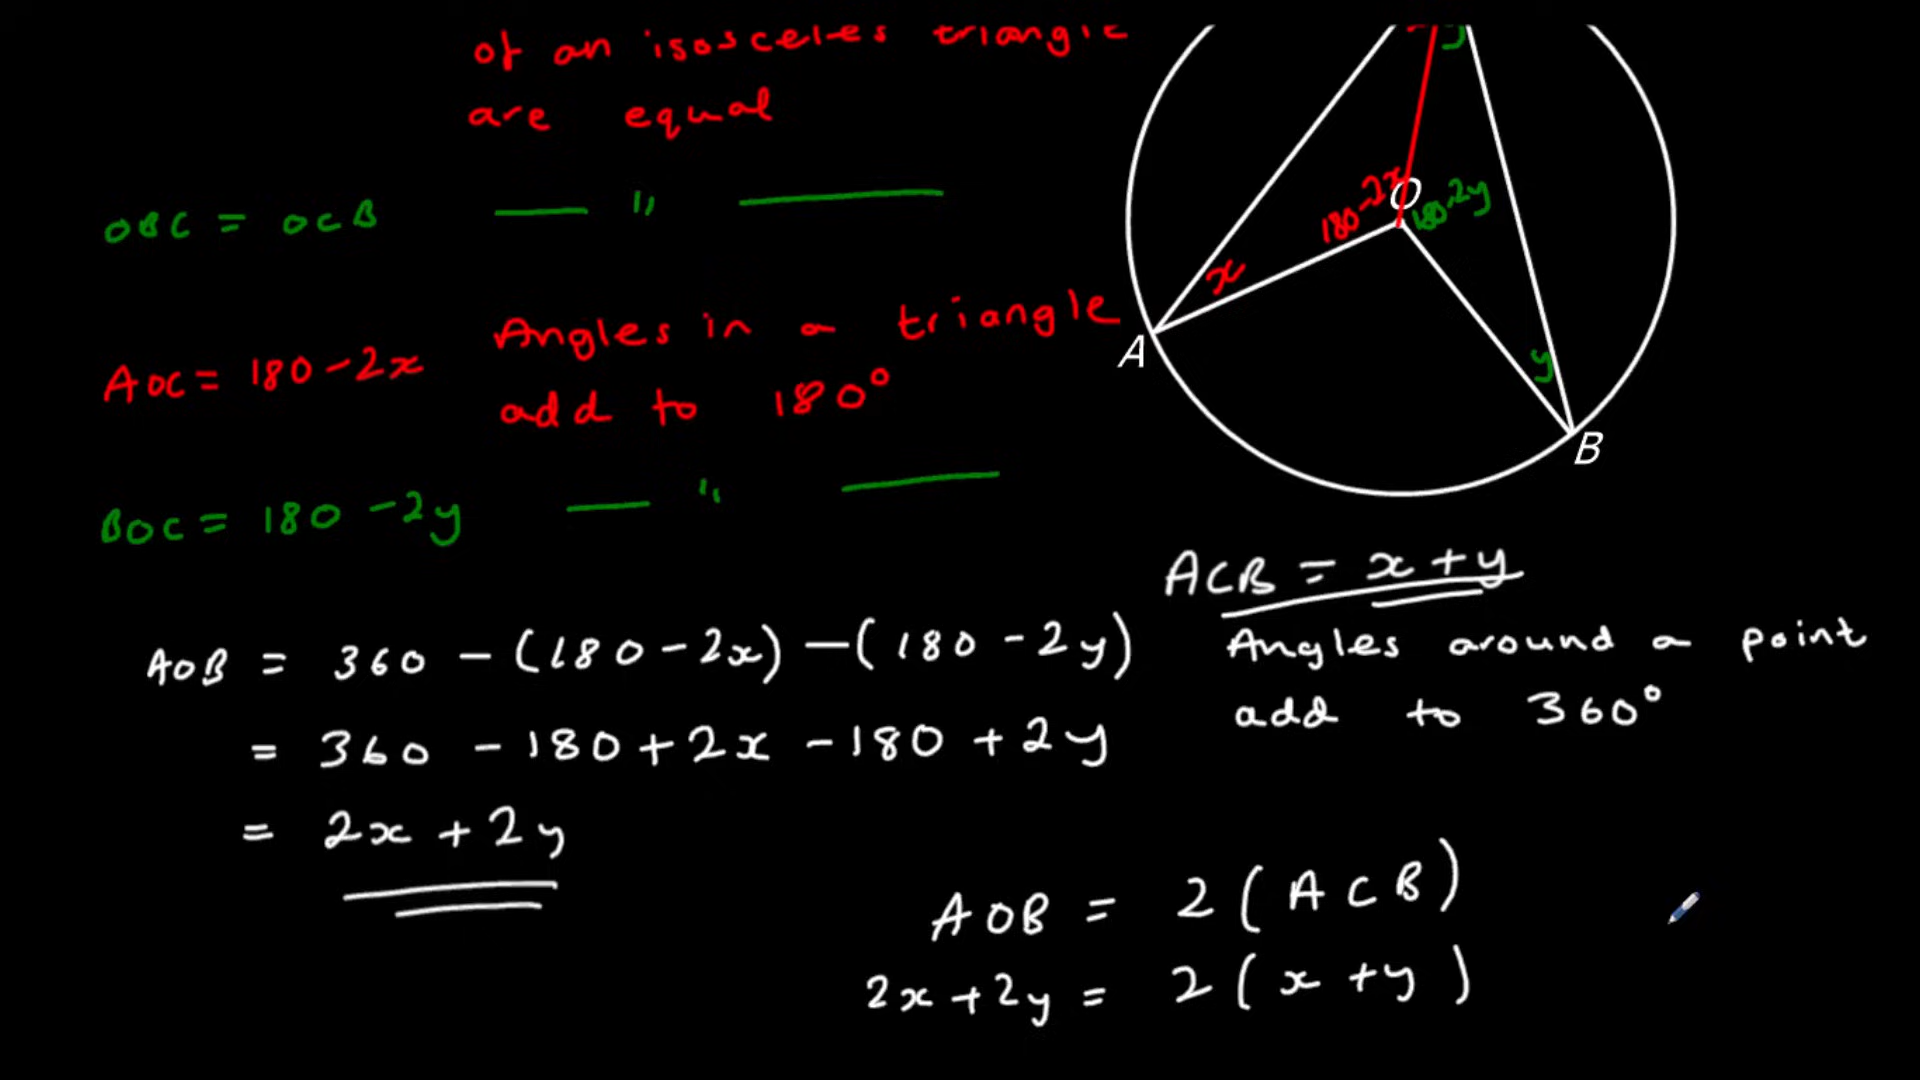 of an isosceles triangle
are equal
OBC = OCB — " —
AOC = 180 - 2x Angles in a triangle
add to 180°
BOC = 180 - 2y — " —
O
180-2x
180-2y
x
y
y
A
B
ACB = x + y
AOB = 360 - (180 - 2x) - (180 - 2y) Angles around a point
add to 360°
= 360 - 180 + 2x - 180 + 2y
= 2x + 2y
AOB = 2(ACB)
2x + 2y = 2(x + y)